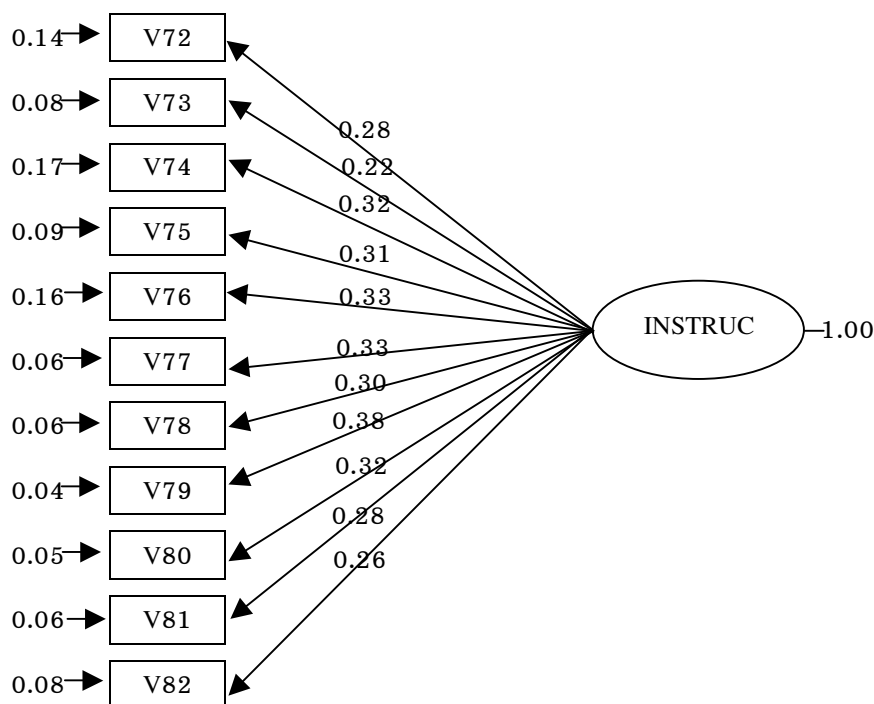 0.14 V72
0.08 V73
0.28
0.17 V74
0.22
0.32
0.09 V75
0.31
0.16 V76
0.33
INSTRUC
1.00
0.06 V77
0.33
0.30
0.06 V78
0.38
0.04 V79
0.32
0.28
0.05 V80
0.26
0.06 V81
0.08 V82